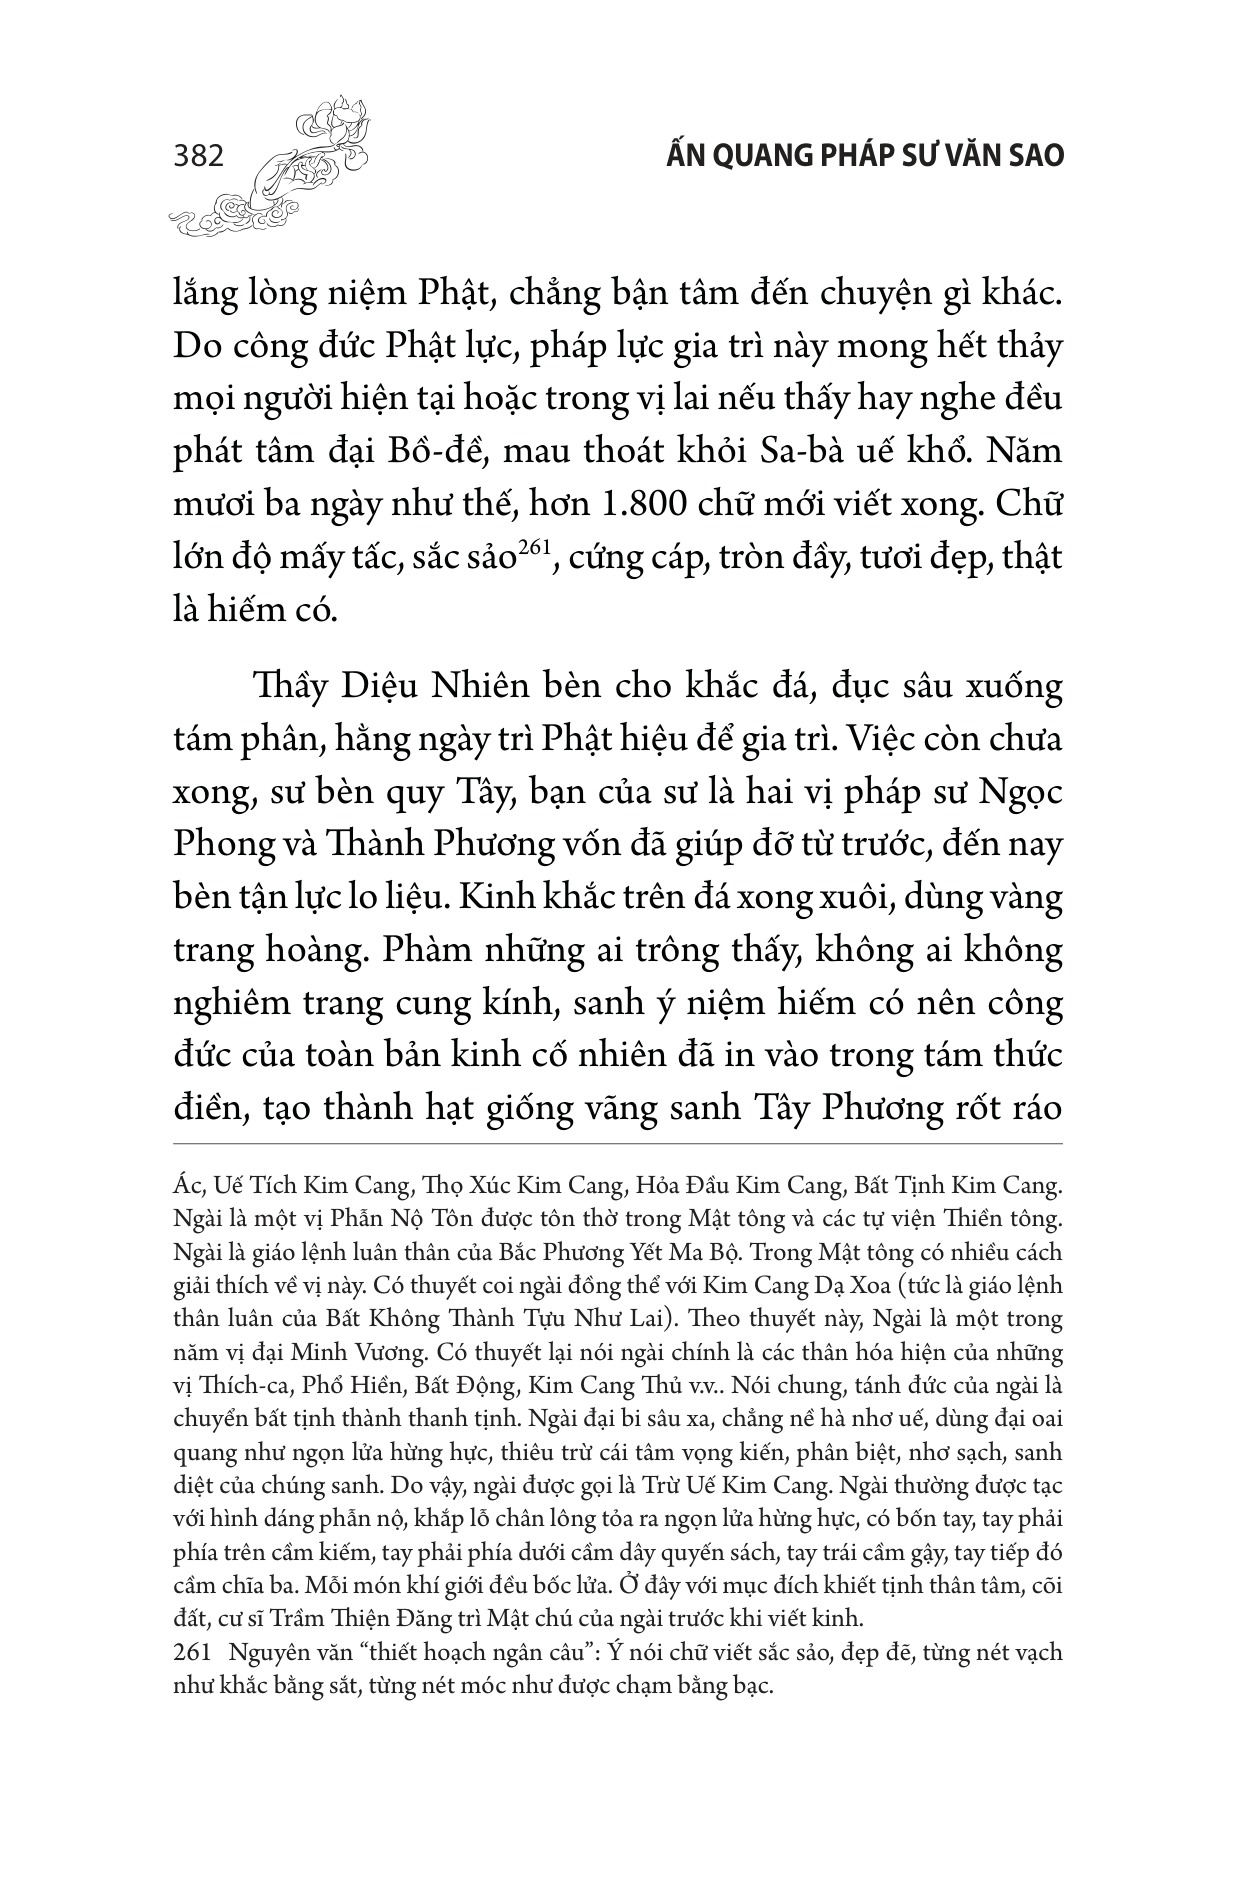 382
ẤN QUANG PHÁP SƯ VĂN SAO
lắng lòng niệm Phật, chẳng bận tâm đến chuyện gì khác.
Do công đức Phật lực, pháp lực gia trì này mong hết thảy
mọi người hiện tại hoặc trong vị lai nếu thấy hay nghe đều
phát tâm đại Bồ-đề, mau thoát khỏi Sa-bà uế khổ. Năm
mươi ba ngày như thế, hơn 1.800 chữ mới viết xong. Chữ
lớn độ mấy tấc, sắc sảo261, cứng cáp, tròn đầy, tươi đẹp, thật
là hiếm có.
Thầy Diệu Nhiên bèn cho khắc đá, đục sâu xuống
tám phân, hằng ngày trì Phật hiệu để gia trì. Việc còn chưa
xong, sư bèn quy Tây, bạn của sư là hai vị pháp sư Ngọc
Phong và Thành Phương vốn đã giúp đỡ từ trước, đến nay
bèn tận lực lo liệu. Kinh khắc trên đá xong xuôi, dùng vàng
trang hoàng. Phàm những ai trông thấy, không ai không
nghiêm trang cung kính, sanh ý niệm hiếm có nên công
đức của toàn bản kinh cố nhiên đã in vào trong tám thức
điền, tạo thành hạt giống vãng sanh Tây Phương rốt ráo
Ác, Uế Tích Kim Cang, Thọ Xúc Kim Cang, Hỏa Đầu Kim Cang, Bất Tịnh Kim Cang.
Ngài là một vị Phẫn Nộ Tôn được tôn thờ trong Mật tông và các tự viện Thiền tông.
Ngài là giáo lệnh luân thân của Bắc Phương Yết Ma Bộ. Trong Mật tông có nhiều cách
giải thích về vị này. Có thuyết coi ngài đồng thể với Kim Cang Dạ Xoa (tức là giáo lệnh
thân luân của Bất Không Thành Tựu Như Lai). Theo thuyết này, Ngài là một trong
năm vị đại Minh Vương. Có thuyết lại nói ngài chính là các thân hóa hiện của những
vị Thích-ca, Phổ Hiền, Bất Động, Kim Cang Thủ v.v.. Nói chung, tánh đức của ngài là
chuyển bất tịnh thành thanh tịnh. Ngài đại bi sâu xa, chẳng nề hà nhơ uế, dùng đại oai
quang như ngọn lửa hừng hực, thiêu trừ cái tâm vọng kiến, phân biệt, nhơ sạch, sanh
diệt của chúng sanh. Do vậy, ngài được gọi là Trừ Uế Kim Cang. Ngài thường được tạc
với hình dáng phẫn nộ, khắp lỗ chân lông tỏa ra ngọn lửa hừng hực, có bốn tay, tay phải
phía trên cầm kiếm, tay phải phía dưới cầm dây quyến sách, tay trái cầm gậy, tay tiếp đó
cầm chĩa ba. Mỗi món khí giới đều bốc lửa. Ở đây với mục đích khiết tịnh thân tâm, cõi
đất, cư sĩ Trầm Thiện Đăng trì Mật chú của ngài trước khi viết kinh.
261 Nguyên văn “thiết hoạch ngân câu”: Ý nói chữ viết sắc sảo, đẹp đẽ, từng nét vạch
như khắc bằng sắt, từng nét móc như được chạm bằng bạc.